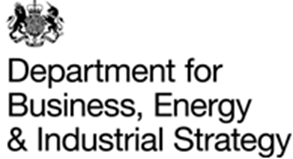 Department for
Business, Energy
& Industrial Strategy